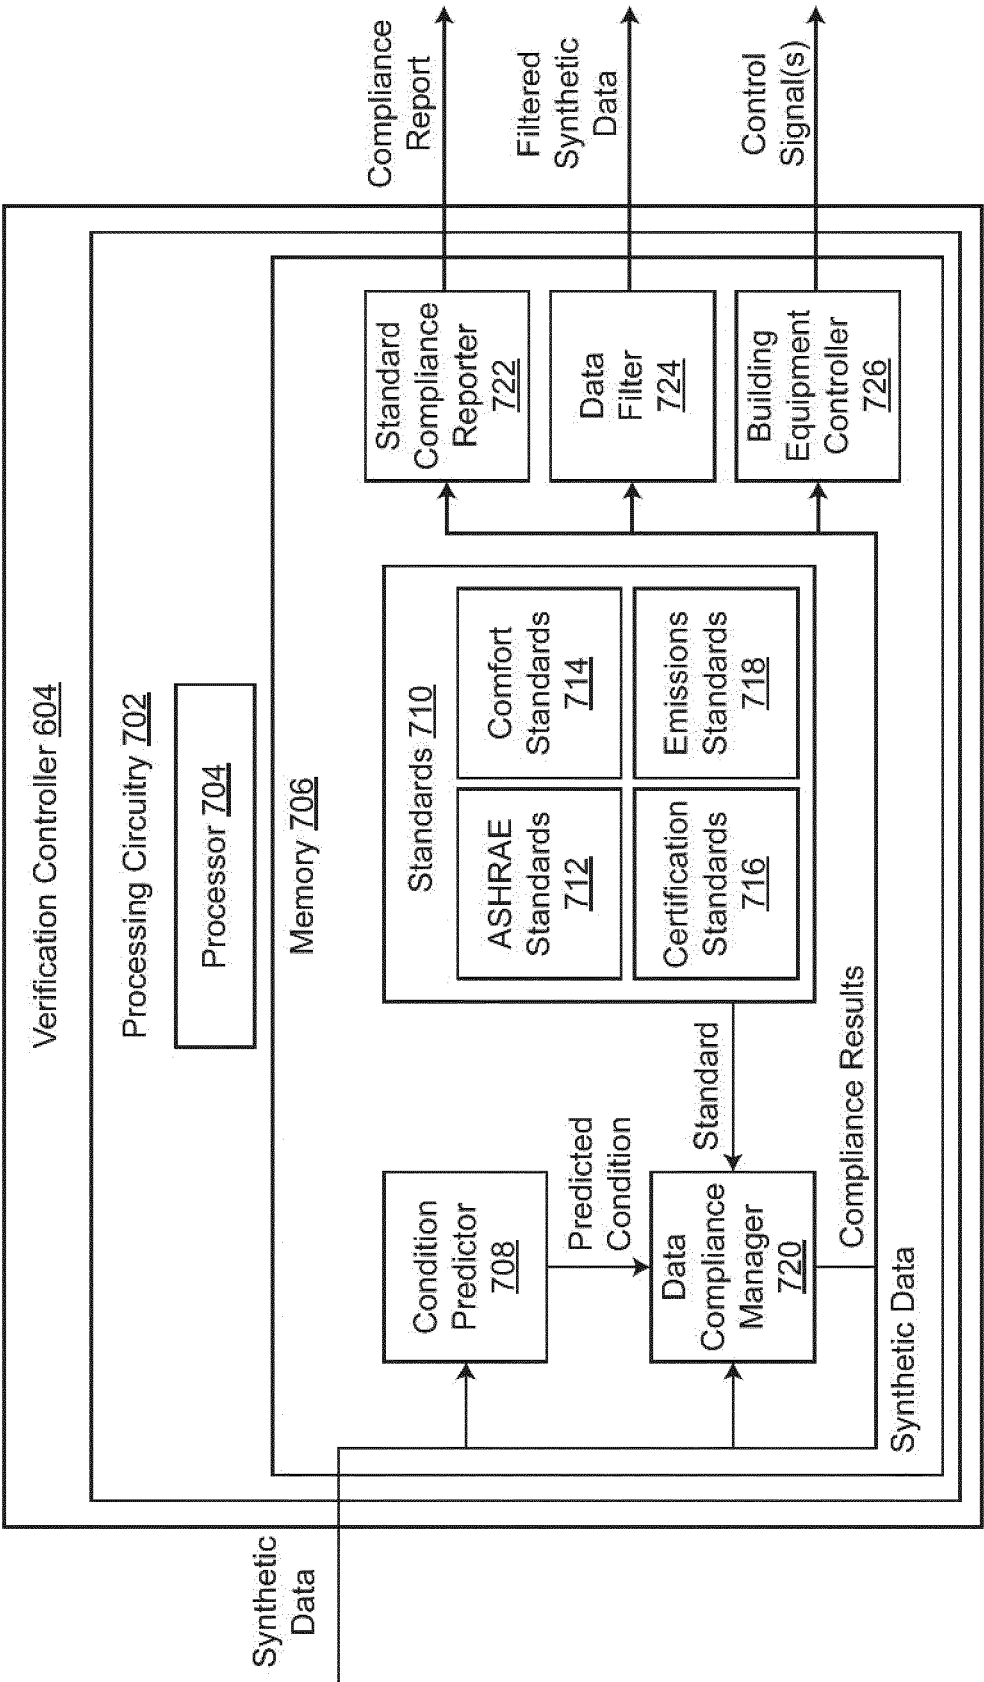 Verification Controller 604
Processing Circuitry 702
Processor 704
Memory 706
Synthetic
Data
Condition
Predictor
708
Predicted
Condition
Data
Compliance
Manager
720
Standard
Standards 710
ASHRAE
Standards
712
Comfort
Standards
714
Certification
Standards
716
Emissions
Standards
718
Compliance Results
Synthetic Data
Standard
Compliance
Reporter
722
Data
Filter
724
Building
Equipment
Controller
726
Compliance
Report
Filtered
Synthetic
Data
Control
Signal(s)